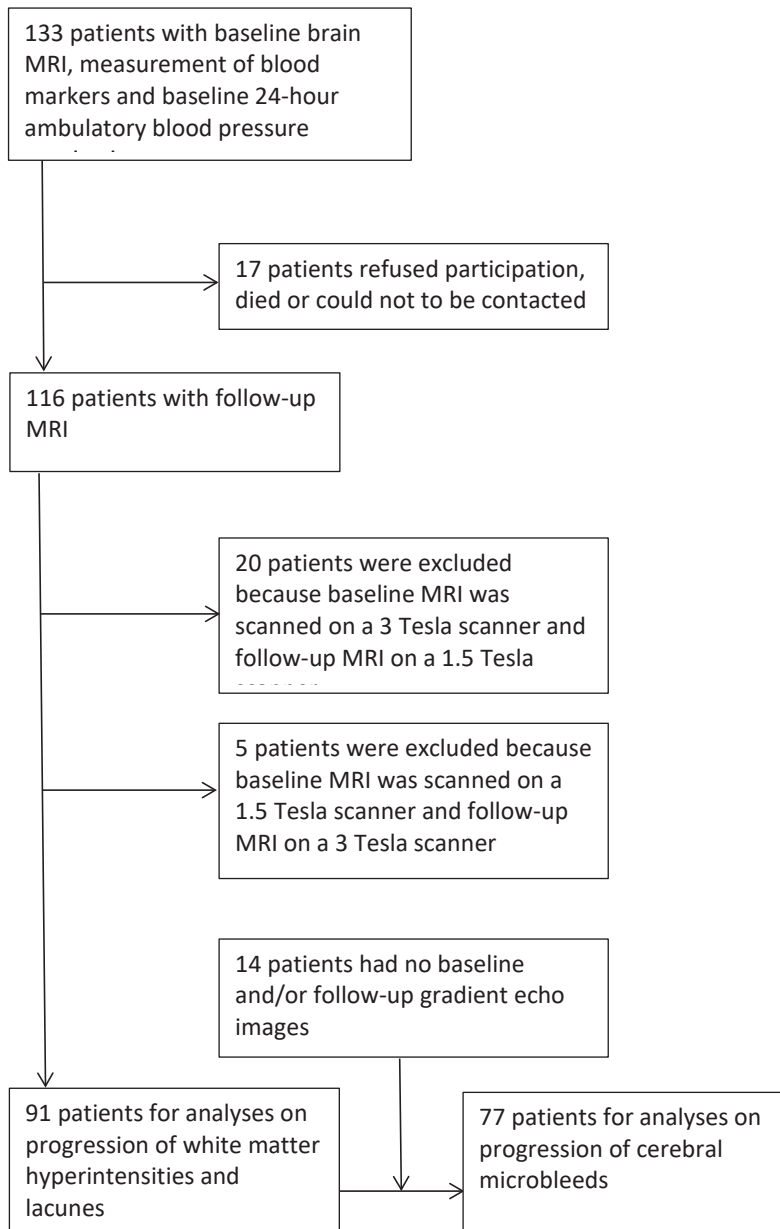 133 patients with baseline brain
MRI, measurement of blood
markers and baseline 24-hour
ambulatory blood pressure
17 patients refused participation,
died or could not to be contacted
116 patients with follow-up
MRI
20 patients were excluded
because baseline MRI was
scanned on a 3 Tesla scanner and
follow-up MRI on a 1.5 Tesla
5 patients were excluded because
baseline MRI was scanned on a
1.5 Tesla scanner and follow-up
MRI on a 3 Tesla scanner
14 patients had no baseline
and/or follow-up gradient echo
images
91 patients for analyses on
progression of white matter
hyperintensities and
lacunes
77 patients for analyses on
progression of cerebral
microbleeds